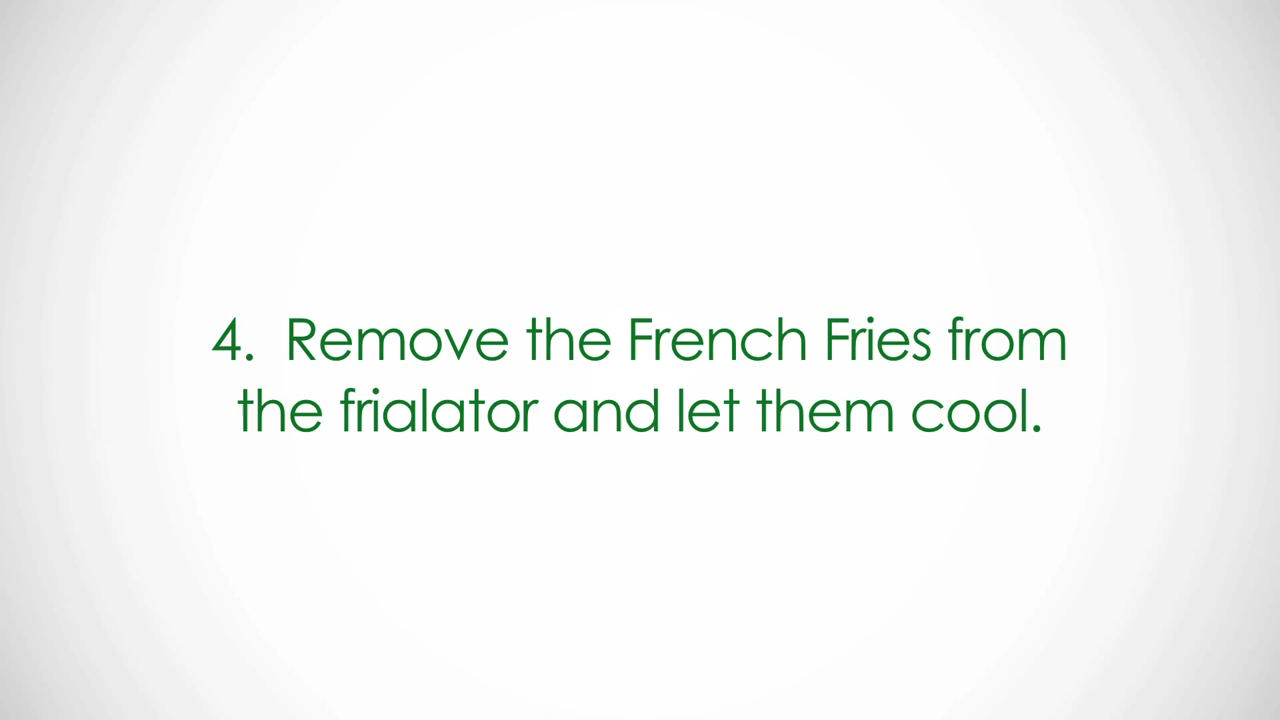 4.  Remove the French Fries from
the frialator and let them cool.